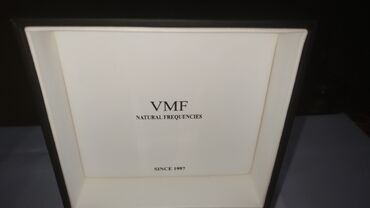 VMF
NATURAL FREQUENCIES
SINCE 1997